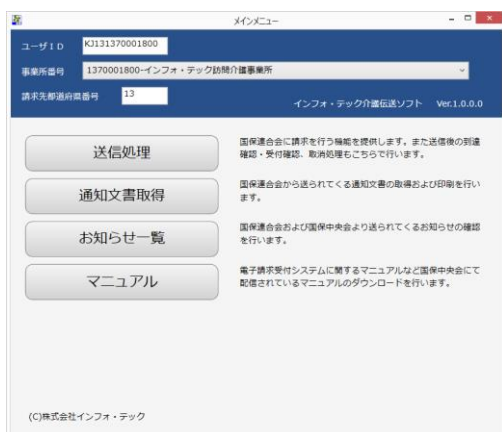 メインメニュー
ユーザID KJ131370001800
事業所番号 1370001800-インフォ・テック訪問介護事業所
請求先都道府県番号 13
インフォ・テック介護伝送ソフト Ver.1.0.0.0
送信処理
国保連合会に請求を行う機能を提供します。また送信後の到達
確認・受付確認、取消処理もこちらで行います。
通知文書取得
国保連合会から送られてくる通知文書の取得および印刷を行い
ます。
お知らせ一覧
国保連合会および国保中央会より送られてくるお知らせの確認
を行います。
マニュアル
電子請求受付システムに関するマニュアルなど国保中央会にて
配信されているマニュアルのダウンロードを行います。
(C)株式会社インフォ・テック